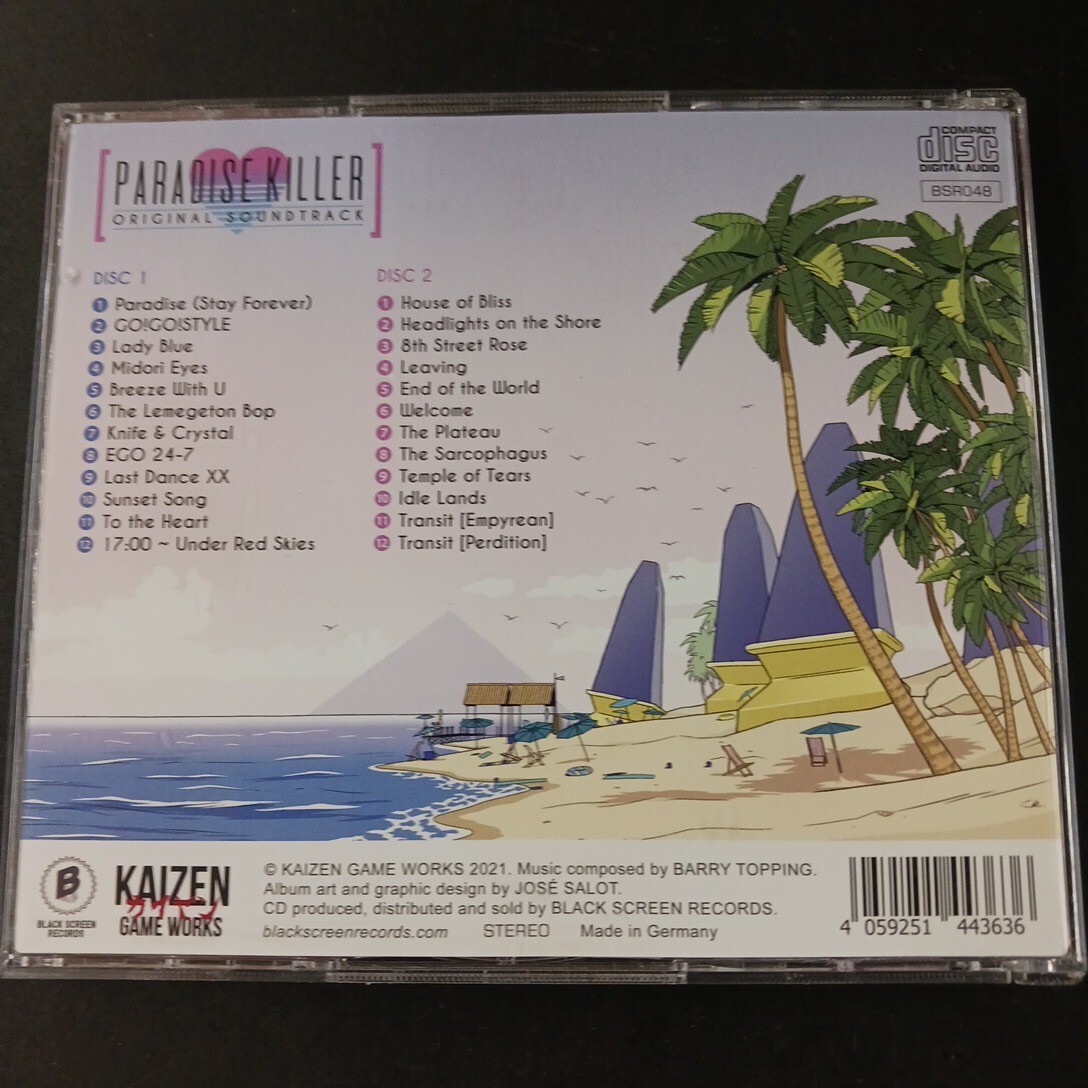 PARADISE KILLER
ORIGINAL SOUNDTRACK
COMPACT
disc
DIGITAL AUDIO
BSR048
DISC 1
1 Paradise (Stay Forever)
2 GO!GO!STYLE
3 Lady Blue
4 Midori Eyes
5 Breeze With U
6 The Lemegeton Bop
7 Knife & Crystal
8 EGO 24-7
9 Last Dance XX
10 Sunset Song
11 To the Heart
12 17:00 ~ Under Red Skies
DISC 2
1 House of Bliss
2 Headlights on the Shore
3 8th Street Rose
4 Leaving
5 End of the World
6 Welcome
7 The Plateau
8 The Sarcophagus
9 Temple of Tears
10 Idle Lands
11 Transit [Empyrean]
12 Transit [Perdition]
B
BLACK SCREEN
RECORDS
KAIZEN
GAME WORKS
© KAIZEN GAME WORKS 2021. Music composed by BARRY TOPPING.
Album art and graphic design by JOSÉ SALOT.
CD produced, distributed and sold by BLACK SCREEN RECORDS.
blackscreenrecords.com STEREO Made in Germany
4 059251 443636